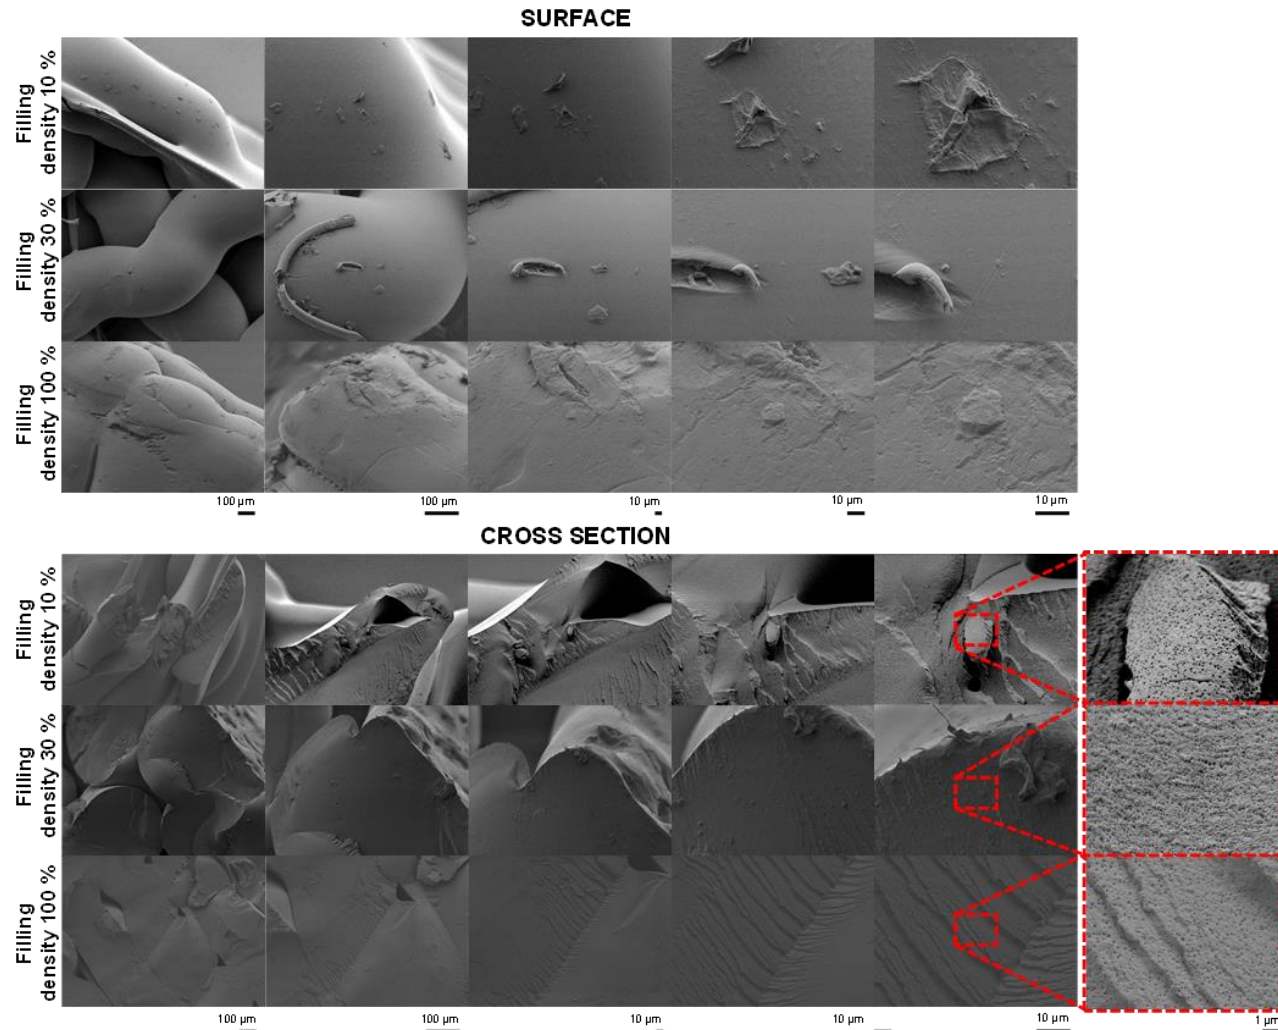 SURFACE
Filling
density 10 %
Filling
density 30 %
Filling
density 100 %
100 µm
100 µm
10 µm
10 µm
10 µm
CROSS SECTION
Filling
density 10 %
Filling
density 30 %
Filling
density 100 %
100 µm
100 µm
10 µm
10 µm
10 µm
1 µm